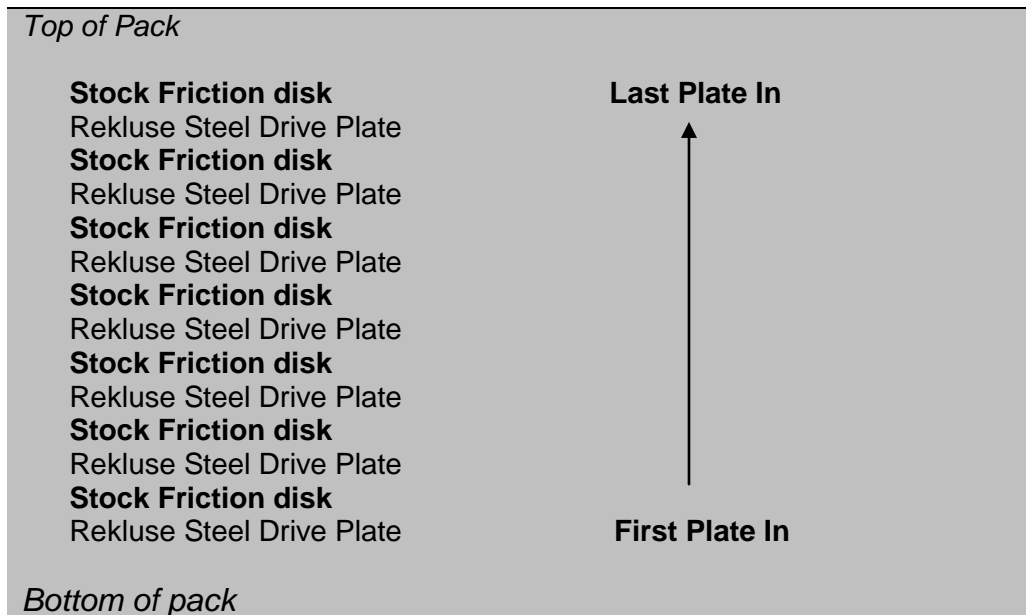 Top of Pack
Stock Friction disk Last Plate In
Rekluse Steel Drive Plate
Stock Friction disk
Rekluse Steel Drive Plate
Stock Friction disk
Rekluse Steel Drive Plate
Stock Friction disk
Rekluse Steel Drive Plate
Stock Friction disk
Rekluse Steel Drive Plate
Stock Friction disk
Rekluse Steel Drive Plate
Stock Friction disk
Rekluse Steel Drive Plate First Plate In
Bottom of pack